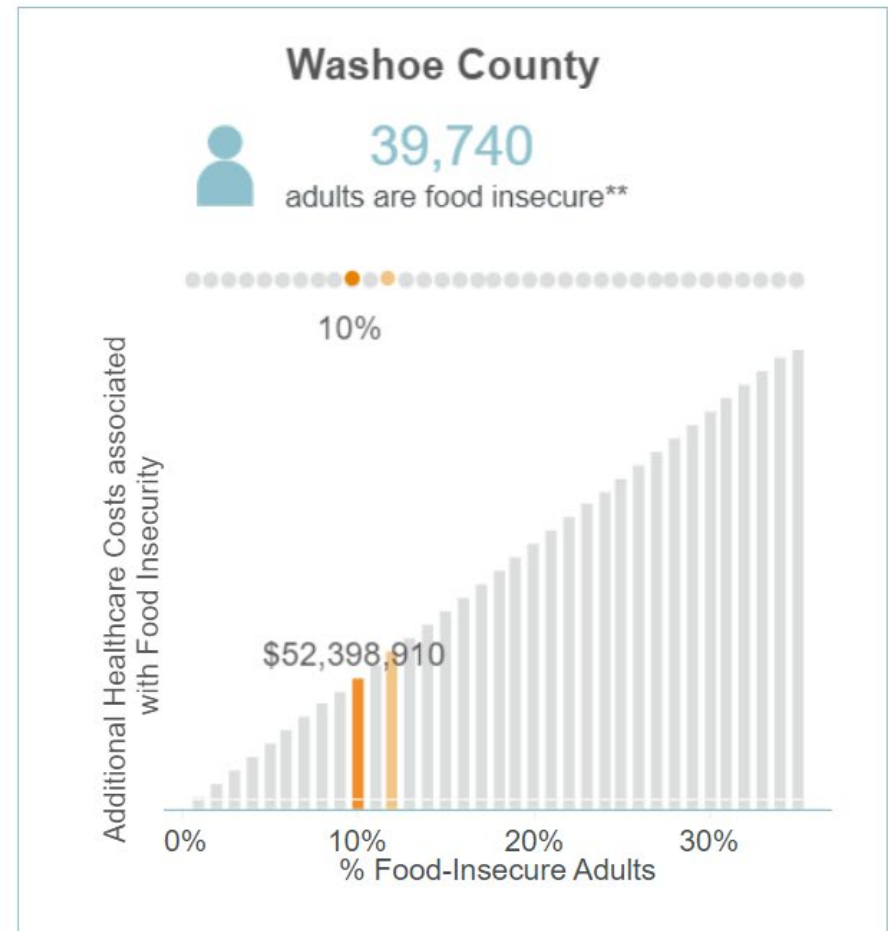 Washoe County
39,740
adults are food insecure**
10%
Additional Healthcare Costs associated
with Food Insecurity
$52,398,910
0% 10% 20% 30%
% Food-Insecure Adults